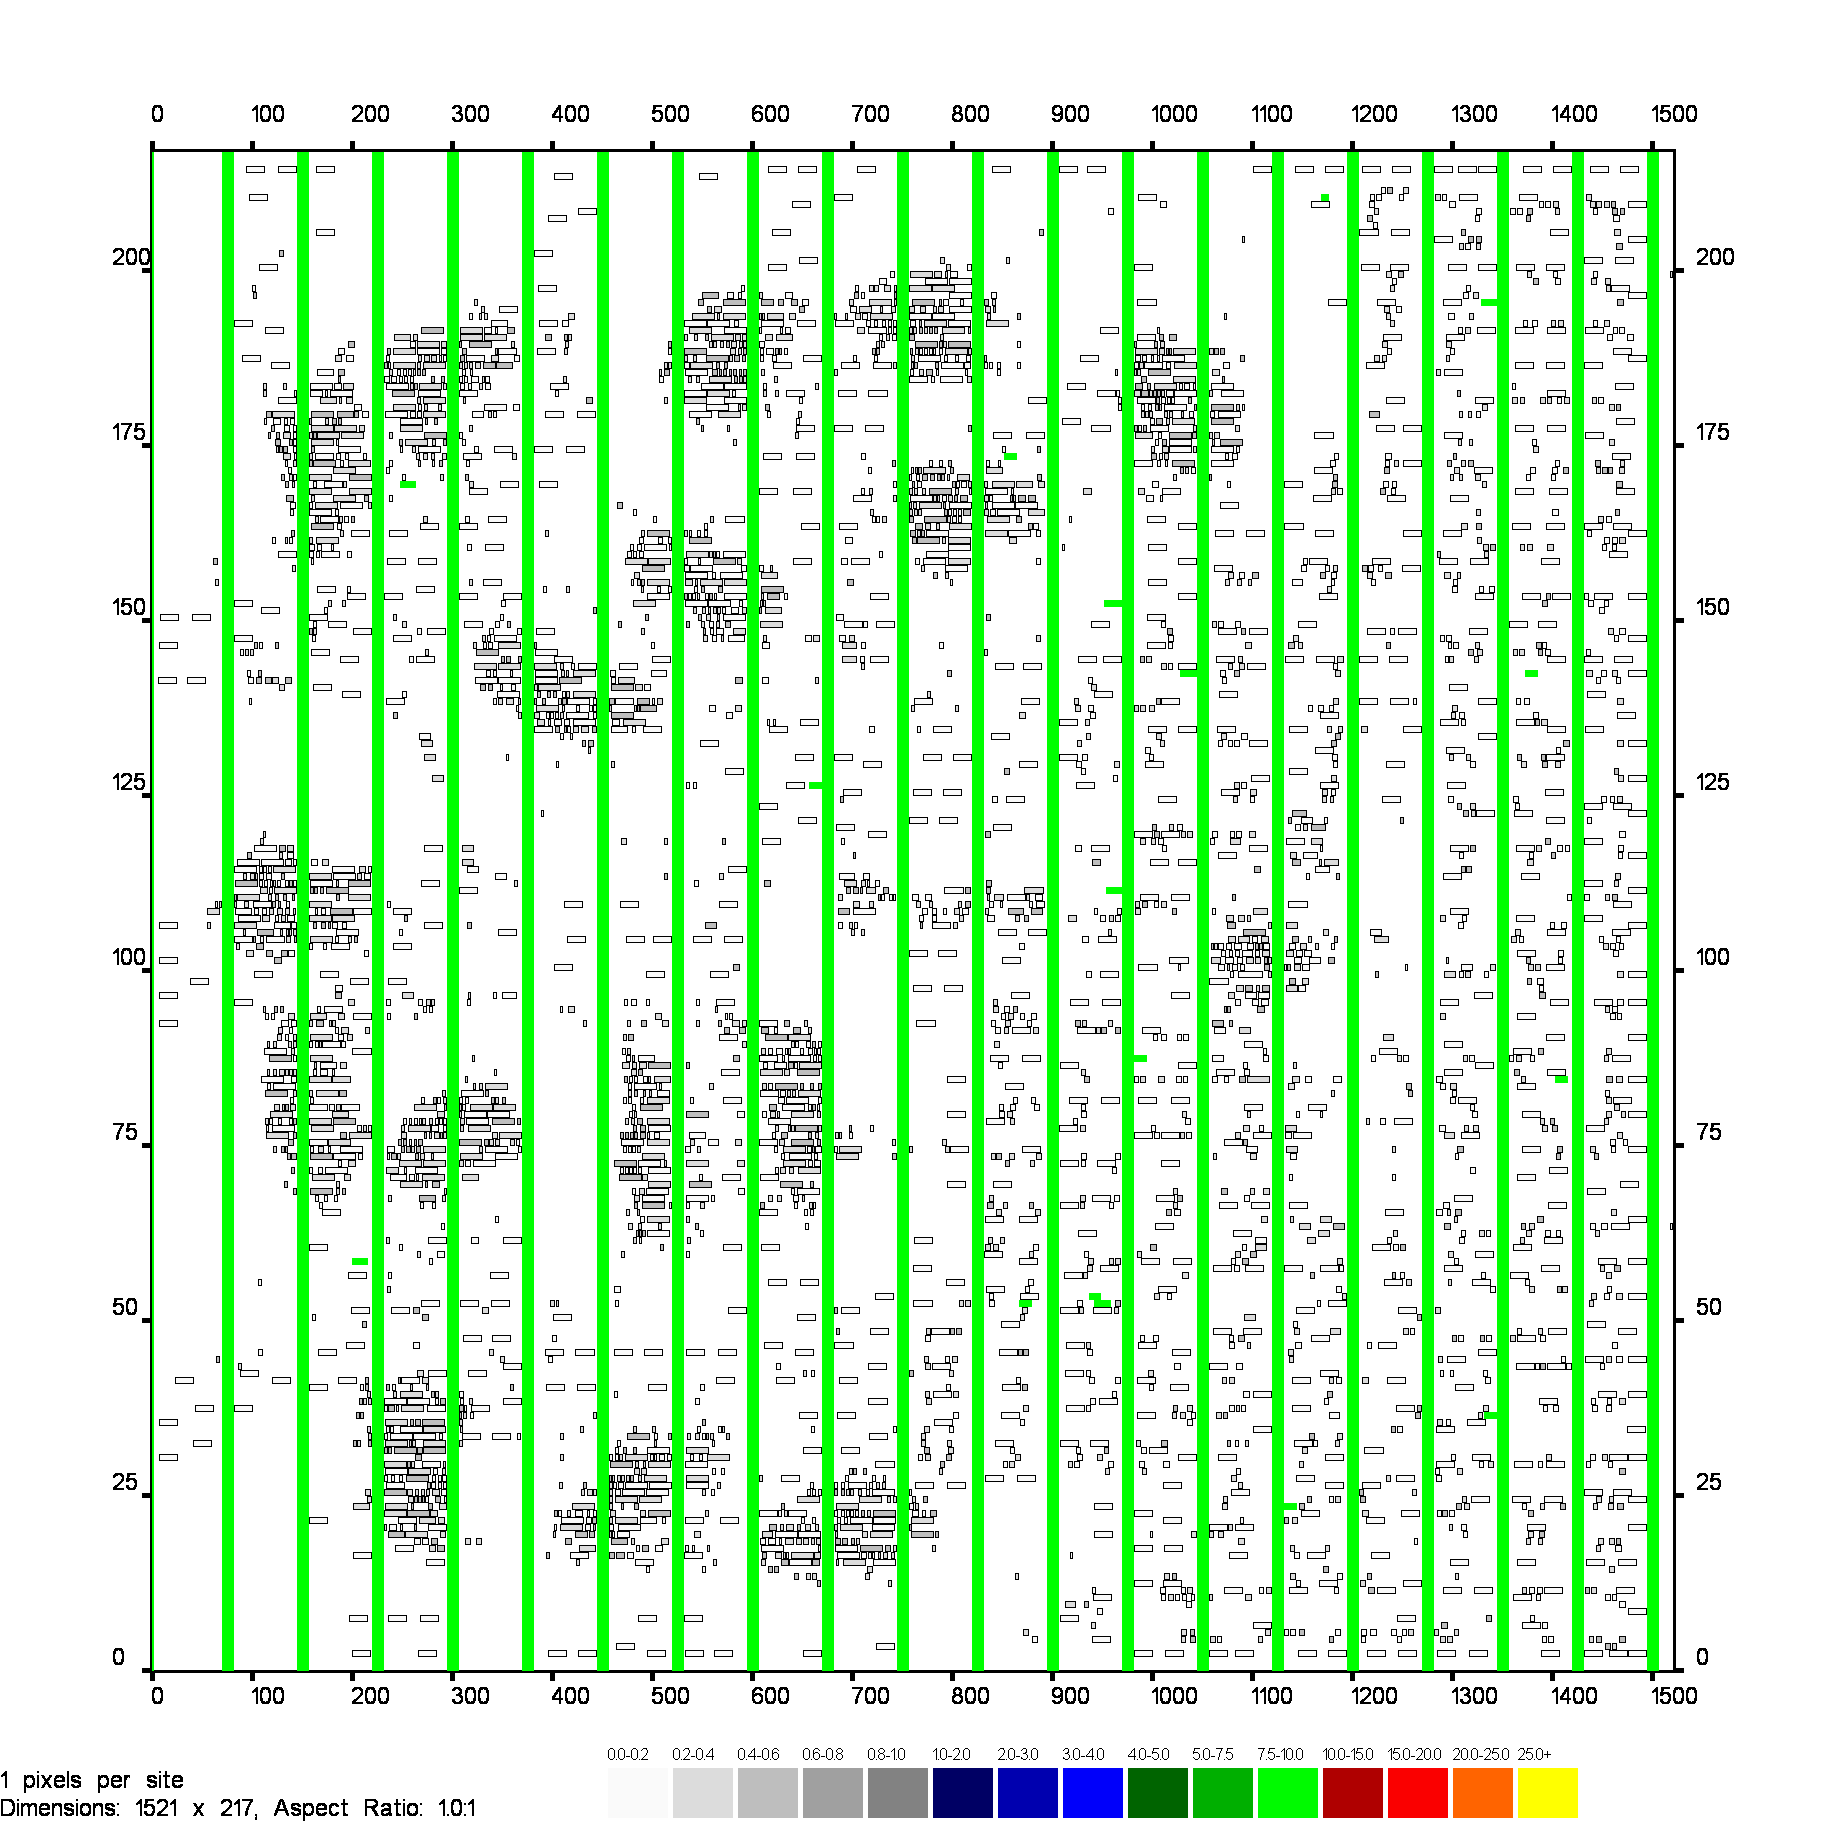 0 100 200 300 400 500 600 700 800 900 1000 1100 1200 1300 1400 1500
200 200
175 175
150 150
125 125
100 100
75 75
50 50
25 25
0 0
0 100 200 300 400 500 600 700 800 900 1000 1100 1200 1300 1400 1500
0.0-0.2 0.2-0.4 0.4-0.6 0.6-0.8 0.8-1.0 1.0-2.0 2.0-3.0 3.0-4.0 4.0-5.0 5.0-7.5 7.5-10.0 10.0-15.0 15.0-20.0 20.0-25.0 25.0+
1 pixels per site
Dimensions: 1521 x 217, Aspect Ratio: 1.0:1